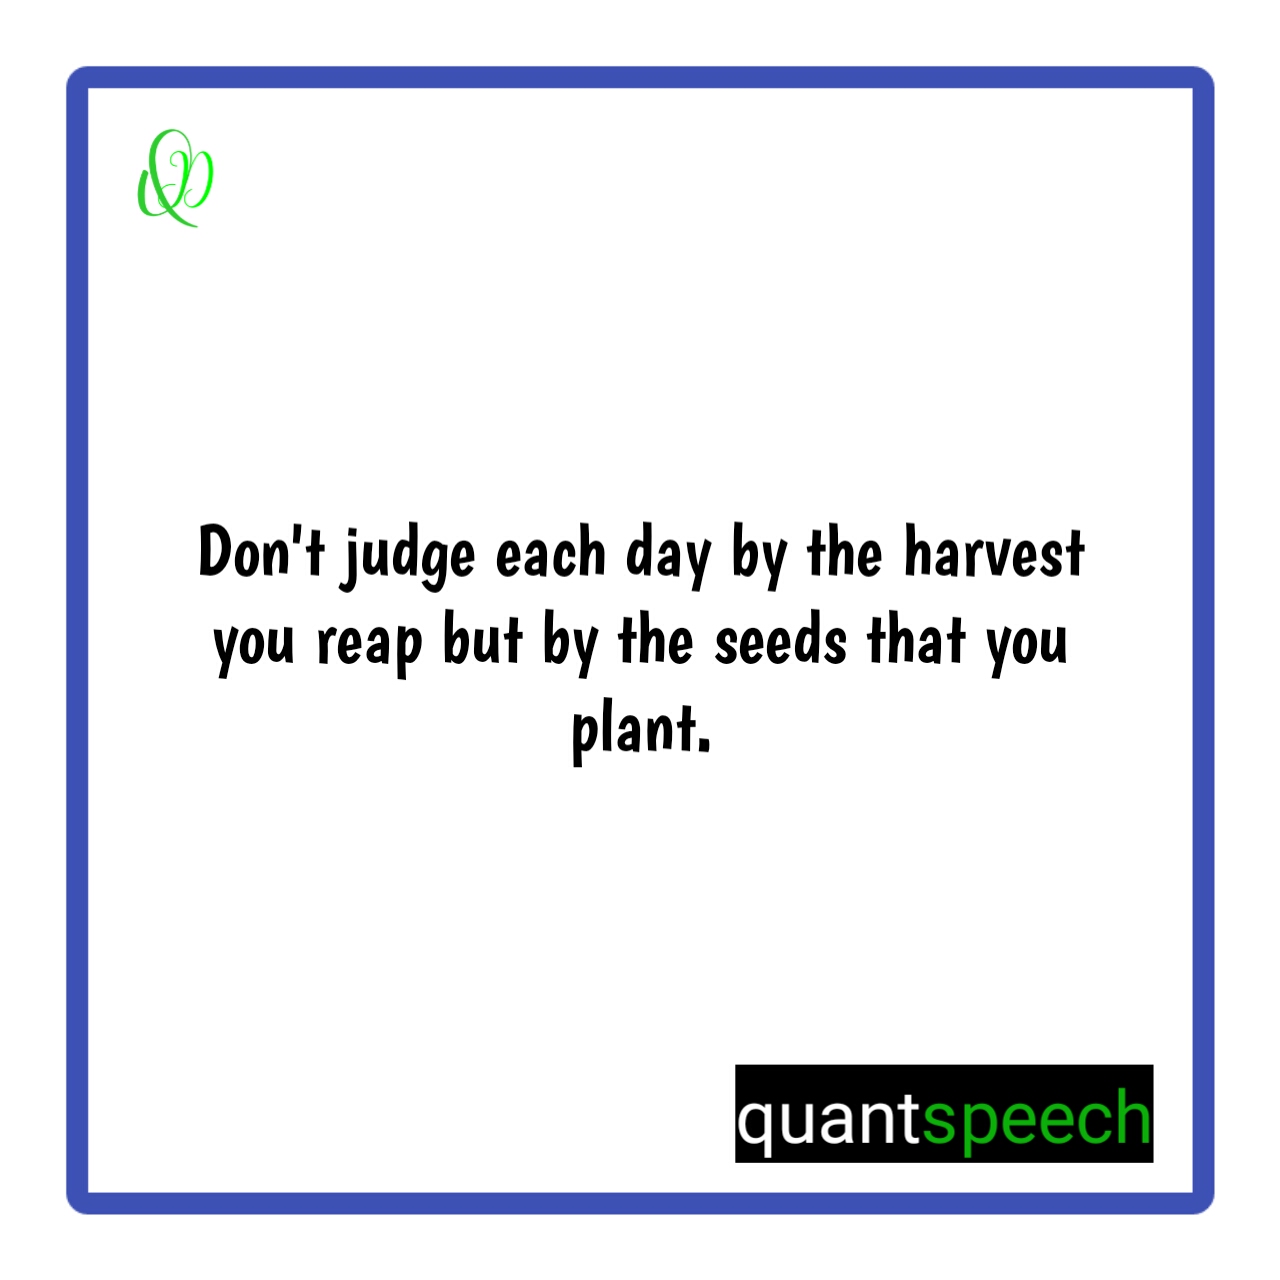 Don't judge each day by the harvest
you reap but by the seeds that you
plant.
quantspeech